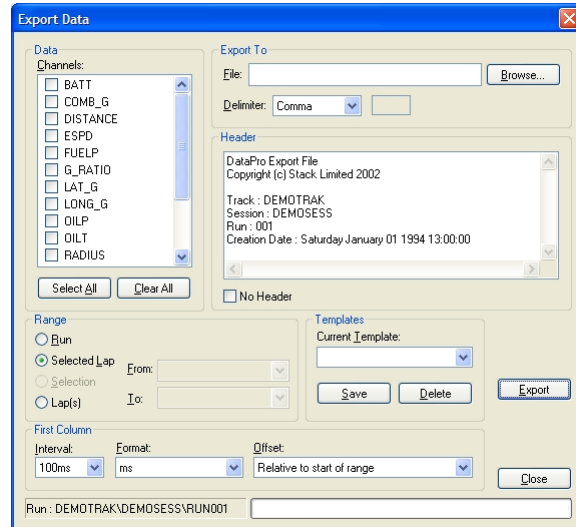 Export Data
Data
Channels:
BATT
COMB_G
DISTANCE
ESPD
FUELP
G_RATIO
LAT_G
LONG_G
OILP
OILT
RADIUS
Select All
Clear All
Export To
File:
Browse...
Delimiter:
Comma
Header
DataPro Export File
Copyright (c) Stack Limited 2002
Track : DEMOTRAK
Session : DEMOSESS
Run : 001
Creation Date : Saturday January 01 1994 13:00:00
No Header
Range
Run
Selected Lap
Selection
Lap(s)
From:
To:
Templates
Current Template:
Save
Delete
Export
First Column
Interval:
100ms
Format:
ms
Offset:
Relative to start of range
Close
Run : DEMOTRAK\DEMOSESS\RUN001